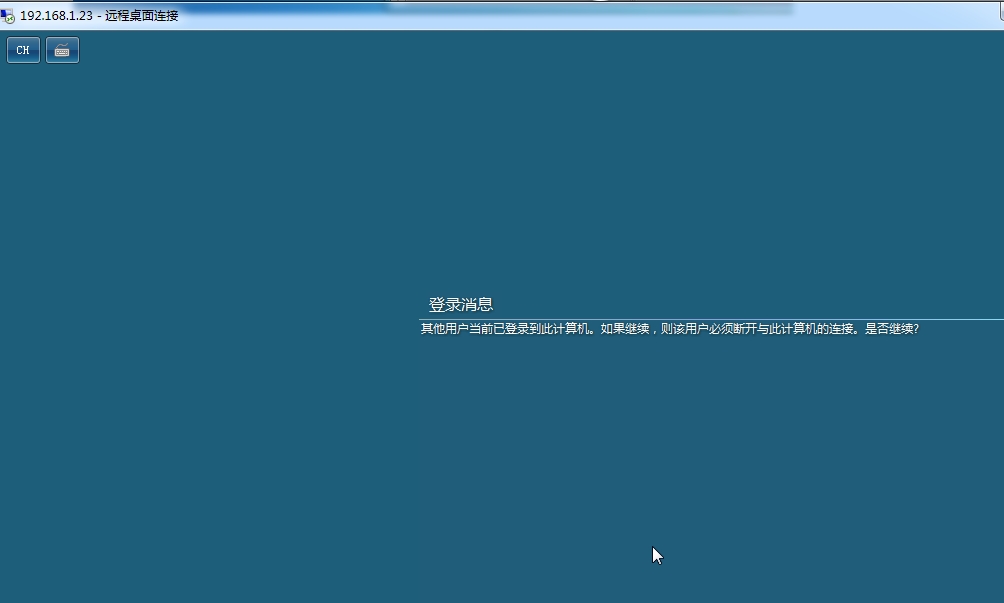 192.168.1.23 - 远程桌面连接
CH
登录消息
其他用户当前已登录到此计算机。如果继续，则该用户必须断开与此计算机的连接。是否继续?